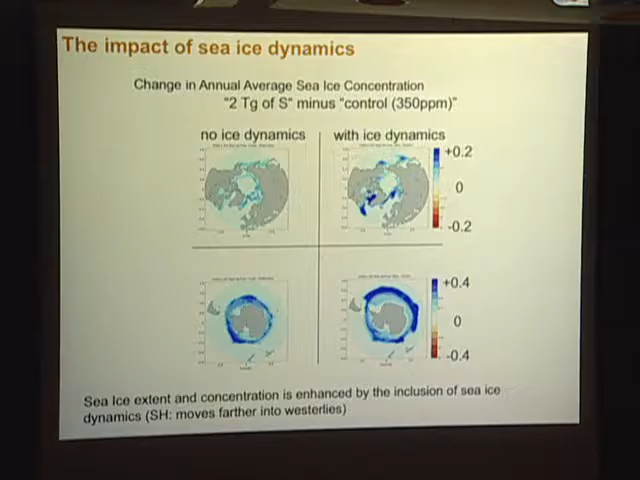 The impact of sea ice dynamics
Change in Annual Average Sea Ice Concentration
"2 Tg of S" minus "control (350ppm)"
no ice dynamics
with ice dynamics
+0.2
0
-0.2
+0.4
0
-0.4
Sea Ice extent and concentration is enhanced by the inclusion of sea ice
dynamics (SH: moves farther into westerlies)